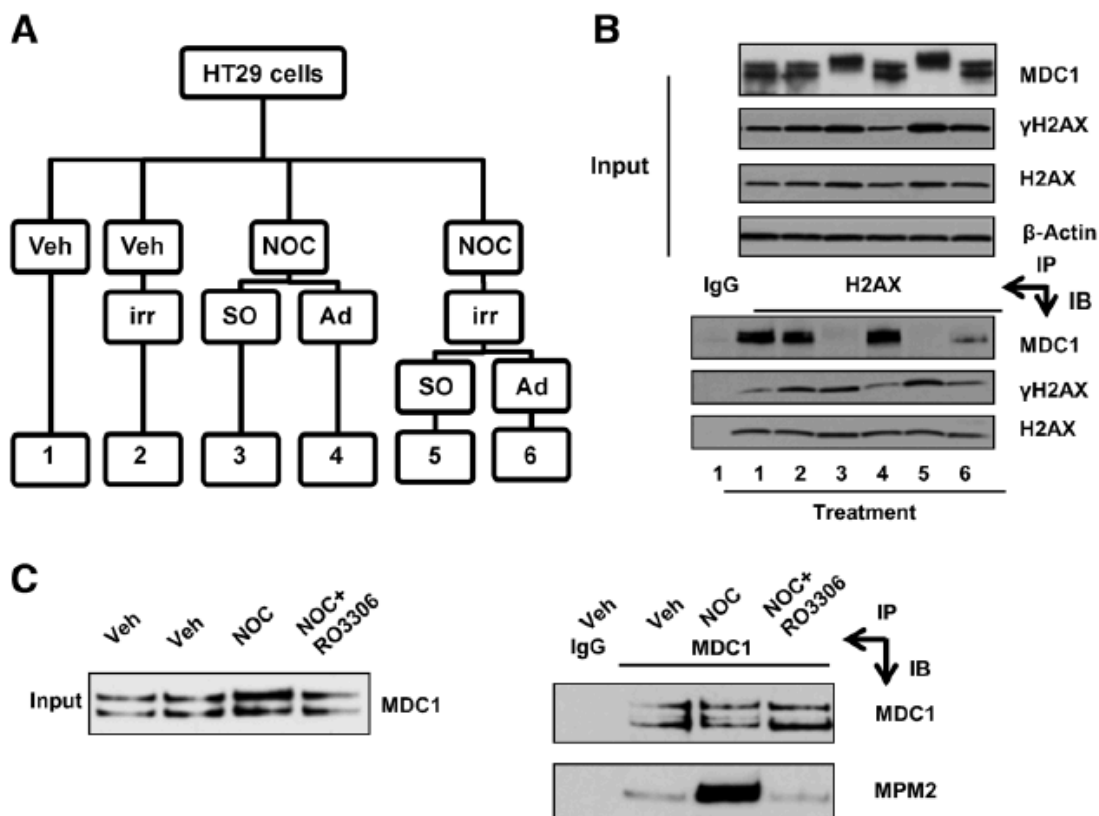 A
HT29 cells
Veh Veh NOC NOC
irr SO Ad irr
SO Ad
1 2 3 4 5 6
B
Input
MDC1
γH2AX
H2AX
β-Actin
IP
IgG H2AX
IB
MDC1
γH2AX
H2AX
1 1 2 3 4 5 6
Treatment
C
Veh Veh NOC NOC+
RO3306
Input MDC1
Veh Veh NOC NOC+
RO3306
IP
IgG MDC1
IB
MDC1
MPM2